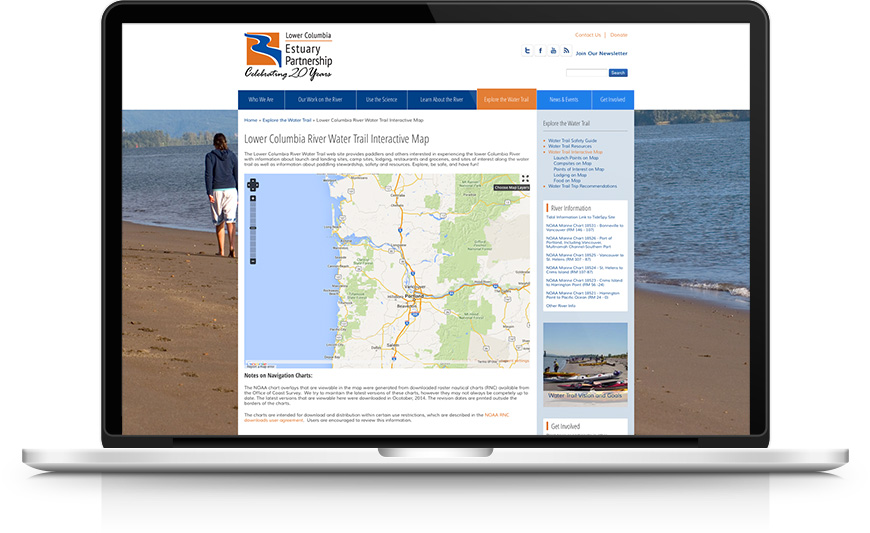 Lower Columbia
Estuary
Partnership
Celebrating 20 Years
Contact Us | Donate
Join Our Newsletter
Search
Who We Are
Our Work on the River
Use the Science
Learn About the River
Explore the Water Trail
News & Events
Get Involved
Home » Explore the Water Trail » Lower Columbia River Water Trail Interactive Map
Lower Columbia River Water Trail Interactive Map
The Lower Columbia River Water Trail web site provides paddlers and others interested in experiencing the lower Columbia River
with information about launch and landing sites, camp sites, lodging, restaurants and groceries, and sites of interest along the water
trail as well as information about paddling stewardship, safety and resources. Explore, be safe, and have fun!
Choose Map Layers
Vancouver
Portland
Hillsboro
Beaverton
Salem
Notes on Navigation Charts:
The NOAA chart overlays that are viewable in the map were generated from downloaded raster nautical charts (RNC) available from
the Office of Coast Survey. We try to maintain the latest versions of these charts, however they may not always be competely up to
date. The latest versions that are viewable here were downloaded in October, 2014. The revision dates are printed outside the
borders of the charts.
The charts are intended for download and distribution within certain use restrictions, which are described in the NOAA RNC
downloads user agreement. Users are encouraged to review this information.
Explore the Water Trail
Water Trail Safety Guide
Water Trail Resources
Water Trail Interactive Map
Launch Points on Map
Campsites on Map
Points of Interest on Map
Lodging on Map
Food on Map
Water Trail Trip Recommendations
River Information
Tide Information Link to TideSpy Site
NOAA Marine Chart 18531 - Bonneville to
Vancouver (RM 146 - 107)
NOAA Marine Chart 18526 - Port of
Portland, Including Vancouver,
Multnomah Channel-Southern Part
NOAA Marine Chart 18525 - Vancouver to
St. Helens (RM 107 - 87)
NOAA Marine Chart 18524 - St. Helens to
Coms Island (RM 107-87)
NOAA Marine Chart 18523 - Coms Island
to Harrington Point (RM 56 -24)
NOAA Marine Chart 18521 - Harrington
Point to Pacific Ocean (RM 24 - 0)
Other River Info
Water Trail Vision and Goals
Get Involved